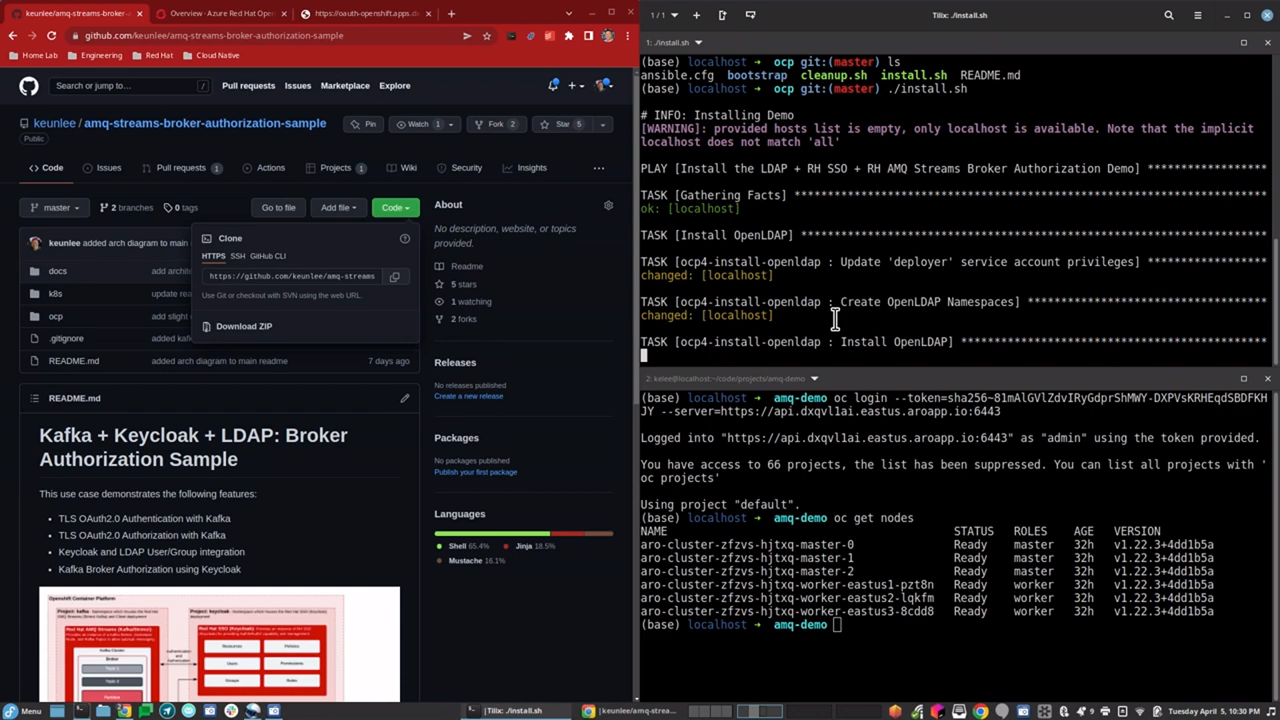 keunlee/amq-streams-broker-
Overview - Azure Red Hat Open
https://oauth-openshift.apps.d
github.com/keunlee/amq-streams-broker-authorization-sample
Home Lab
Engineering
Red Hat
Cloud Native
Search or jump to…
/
Pull requests
Issues
Marketplace
Explore
keunlee / amq-streams-broker-authorization-sample
Public
Pin
Watch 1
Fork 2
Star 5
Code
Issues
Pull requests 1
Actions
Projects 1
Wiki
Security
Insights
master
2 branches
0 tags
Go to file
Add file
Code
keunlee added arch diagram to main
docs
add archite
k8s
update rea
ocp
add slight
.gitignore
added kafk
README.md
added arch diagram to main readme
7 days ago
Clone
HTTPS
SSH
GitHub CLI
https://github.com/keunlee/amq-streams
Use Git or checkout with SVN using the web URL.
Download ZIP
About
No description, website, or topics
provided.
Readme
5 stars
1 watching
2 forks
Releases
No releases published
Create a new release
Packages
No packages published
Publish your first package
Languages
Shell 65.4%
Jinja 18.5%
Mustache 16.1%
README.md
Kafka + Keycloak + LDAP: Broker
Authorization Sample
This use case demonstrates the following features:
TLS OAuth2.0 Authentication with Kafka
TLS OAuth2.0 Authorization with Kafka
Keycloak and LDAP User/Group integration
Kafka Broker Authorization using Keycloak
Openshift Container Platform
Kafka Cluster
Broker
Users
Permissions
Groups
Roles
1 / 1
Tilix: ./install.sh
1: ./install.sh
(base) localhost ➜ ocp git:(master) ls
ansible.cfg bootstrap cleanup.sh install.sh README.md
(base) localhost ➜ ocp git:(master) ./install.sh
# INFO: Installing Demo
[WARNING]: provided hosts list is empty, only localhost is available. Note that the implicit
localhost does not match 'all'
PLAY [Install the LDAP + RH SSO + RH AMQ Streams Broker Authorization Demo] ****************
TASK [Gathering Facts] *********************************************************************
ok: [localhost]
TASK [Install OpenLDAP] ********************************************************************
TASK [ocp4-install-openldap : Update 'deployer' service account privileges] ****************
changed: [localhost]
TASK [ocp4-install-openldap : Create OpenLDAP Namespaces] **********************************
changed: [localhost]
TASK [ocp4-install-openldap : Install OpenLDAP] ********************************************
2: kelee@localhost:~/code/projects/amq-demo
(base) localhost ➜ amq-demo oc login --token=sha256~81mAlGVlZdvIRyGdprShMWY-DXPVsKRHEqdSBDFKH
JY --server=https://api.dxqvl1ai.eastus.aroapp.io:6443
Logged into "https://api.dxqvl1ai.eastus.aroapp.io:6443" as "admin" using the token provided.
You have access to 66 projects, the list has been suppressed. You can list all projects with '
oc projects'
Using project "default".
(base) localhost ➜ amq-demo oc get nodes
NAME STATUS ROLES AGE VERSION
aro-cluster-zfzvs-hjtxq-master-0 Ready master 32h v1.22.3+4dd1b5a
aro-cluster-zfzvs-hjtxq-master-1 Ready master 32h v1.22.3+4dd1b5a
aro-cluster-zfzvs-hjtxq-master-2 Ready master 32h v1.22.3+4dd1b5a
aro-cluster-zfzvs-hjtxq-worker-eastus1-pzt8n Ready worker 32h v1.22.3+4dd1b5a
aro-cluster-zfzvs-hjtxq-worker-eastus2-lqkfm Ready worker 32h v1.22.3+4dd1b5a
aro-cluster-zfzvs-hjtxq-worker-eastus3-8cdd8 Ready worker 32h v1.22.3+4dd1b5a
(base) localhost ➜ amq-demo
Menu
|Tilix: ./install.sh
|keunlee/amq-strea…
9
Tuesday April 5, 10:30 PM